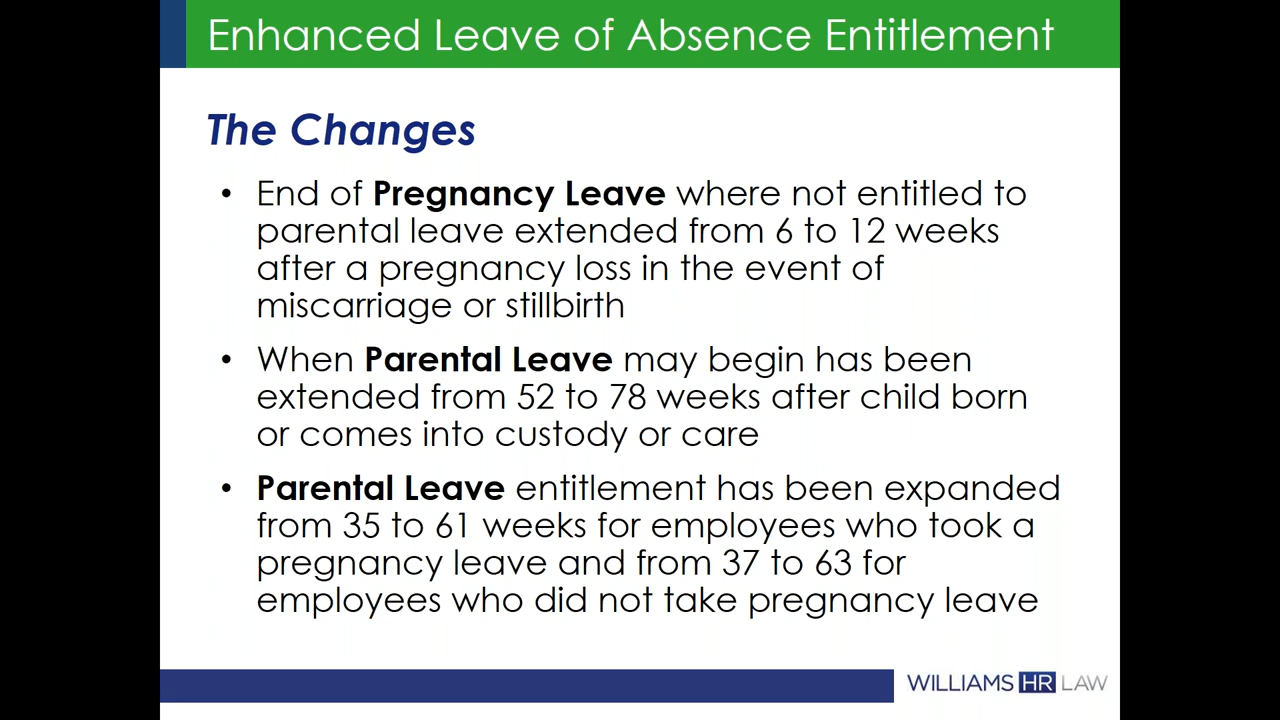 Enhanced Leave of Absence Entitlement
The Changes
• End of Pregnancy Leave where not entitled to
parental leave extended from 6 to 12 weeks
after a pregnancy loss in the event of
miscarriage or stillbirth
• When Parental Leave may begin has been
extended from 52 to 78 weeks after child born
or comes into custody or care
• Parental Leave entitlement has been expanded
from 35 to 61 weeks for employees who took a
pregnancy leave and from 37 to 63 for
employees who did not take pregnancy leave
WILLIAMS HR LAW